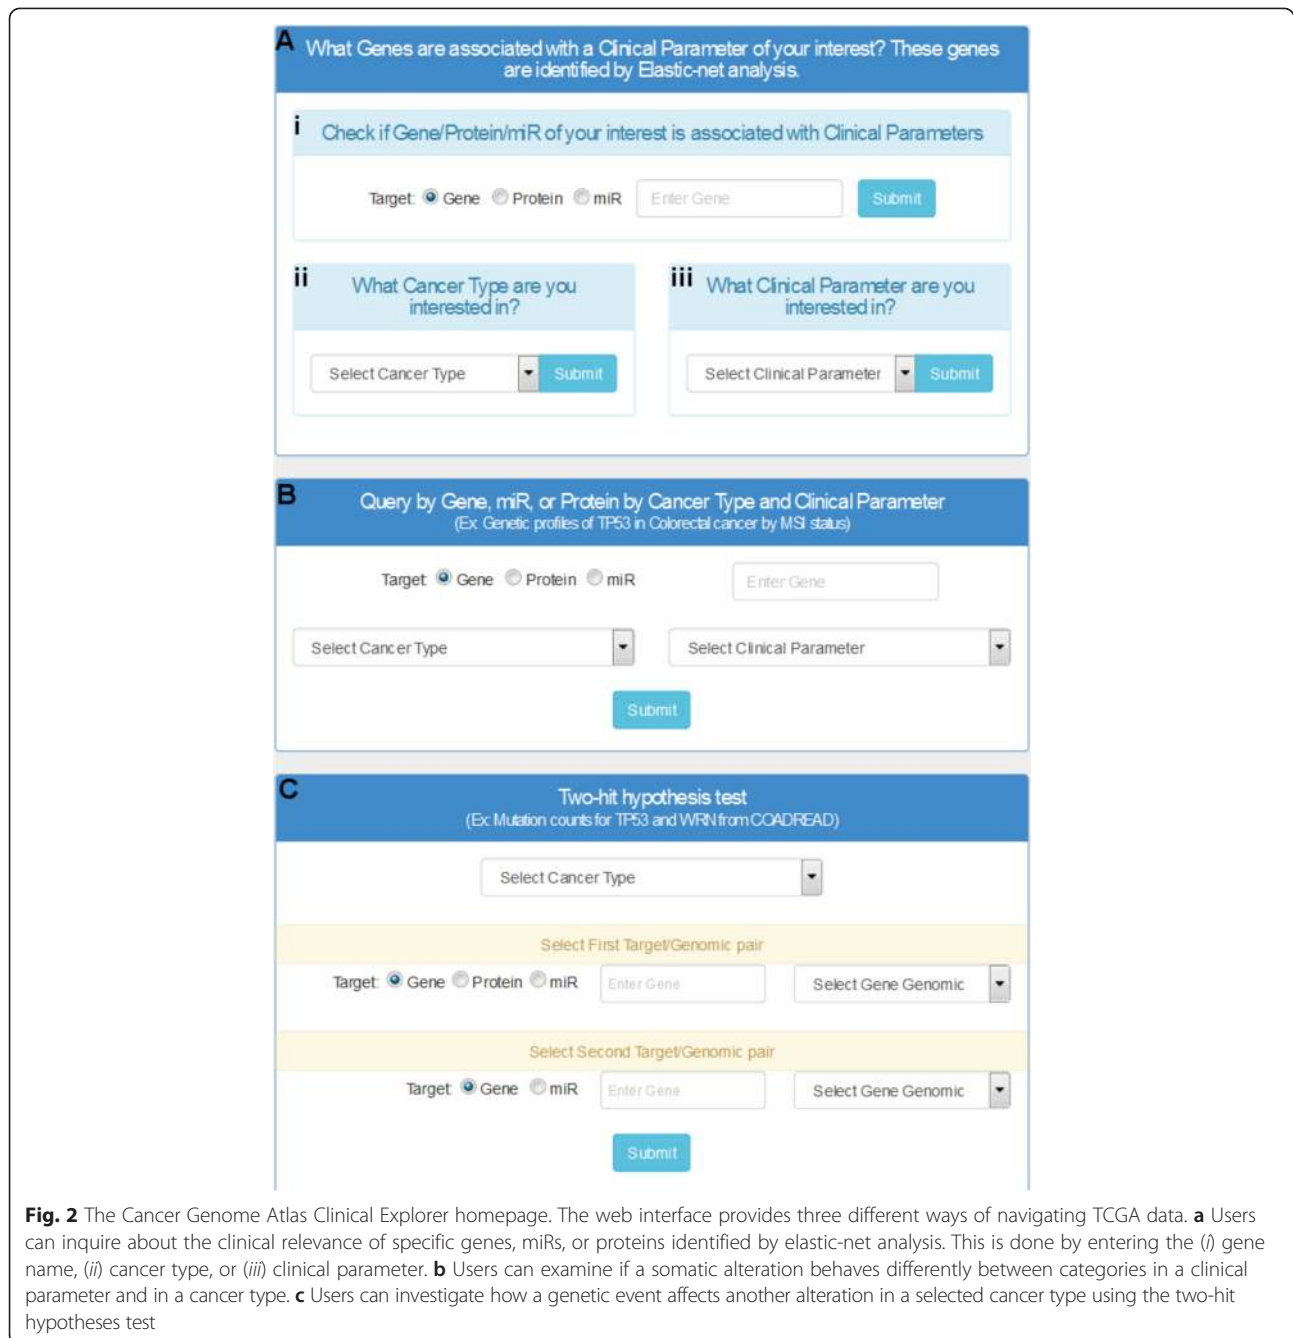 A
What Genes are associated with a Clinical Parameter of your interest? These genes
are identified by Elastic-net analysis.
i
Check if Gene/Protein/miR of your interest is associated with Clinical Parameters
Target: Gene Protein miR Enter Gene Submit
ii
What Cancer Type are you
interested in?
Select Cancer Type Submit
iii
What Clinical Parameter are you
interested in?
Select Clinical Parameter Submit
B
Query by Gene, miR, or Protein by Cancer Type and Clinical Parameter
(Ex: Genetic profiles of TP53 in Colorectal cancer by MSI status)
Target: Gene Protein miR Enter Gene
Select Cancer Type Select Clinical Parameter
Submit
C
Two-hit hypothesis test
(Ex: Mutation counts for TP53 and WRN from COADREAD)
Select Cancer Type
Select First Target/Genomic pair
Target: Gene Protein miR Enter Gene Select Gene Genomic
Select Second Target/Genomic pair
Target: Gene miR Enter Gene Select Gene Genomic
Submit
Fig. 2 The Cancer Genome Atlas Clinical Explorer homepage. The web interface provides three different ways of navigating TCGA data. a Users
can inquire about the clinical relevance of specific genes, miRs, or proteins identified by elastic-net analysis. This is done by entering the (i) gene
name, (ii) cancer type, or (iii) clinical parameter. b Users can examine if a somatic alteration behaves differently between categories in a clinical
parameter and in a cancer type. c Users can investigate how a genetic event affects another alteration in a selected cancer type using the two-hit
hypotheses test